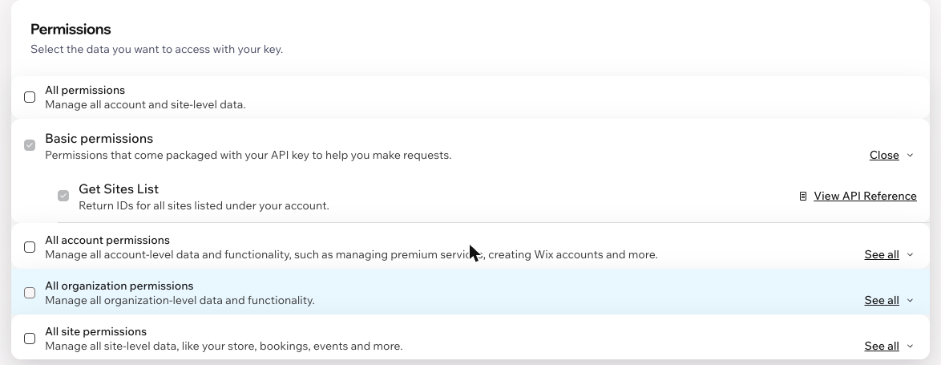 Permissions
Select the data you want to access with your key.
All permissions
Manage all account and site-level data.
Basic permissions
Permissions that come packaged with your API key to help you make requests.
Close
Get Sites List
Return IDs for all sites listed under your account.
View API Reference
All account permissions
Manage all account-level data and functionality, such as managing premium services, creating Wix accounts and more.
See all
All organization permissions
Manage all organization-level data and functionality.
See all
All site permissions
Manage all site-level data, like your store, bookings, events and more.
See all